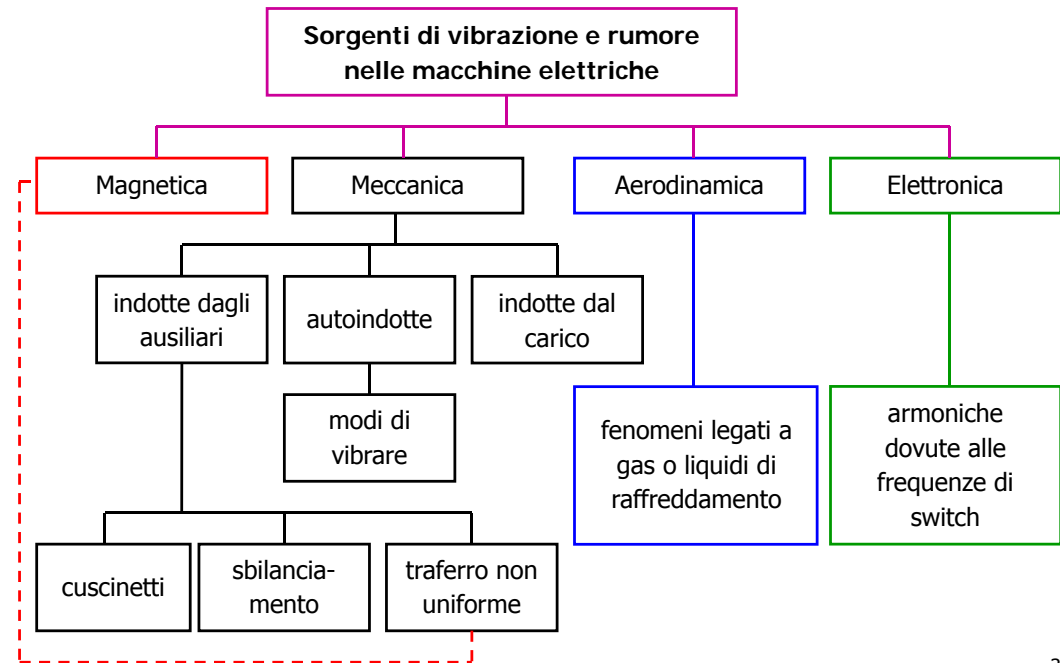 Sorgenti di vibrazione e rumore
nelle macchine elettriche
Magnetica
Meccanica
Aerodinamica
Elettronica
indotte dagli
ausiliari
autoindotte
indotte dal
carico
modi di
vibrare
fenomeni legati a
gas o liquidi di
raffreddamento
armoniche
dovute alle
frequenze di
switch
cuscinetti
sbilancia-
mento
traferro non
uniforme